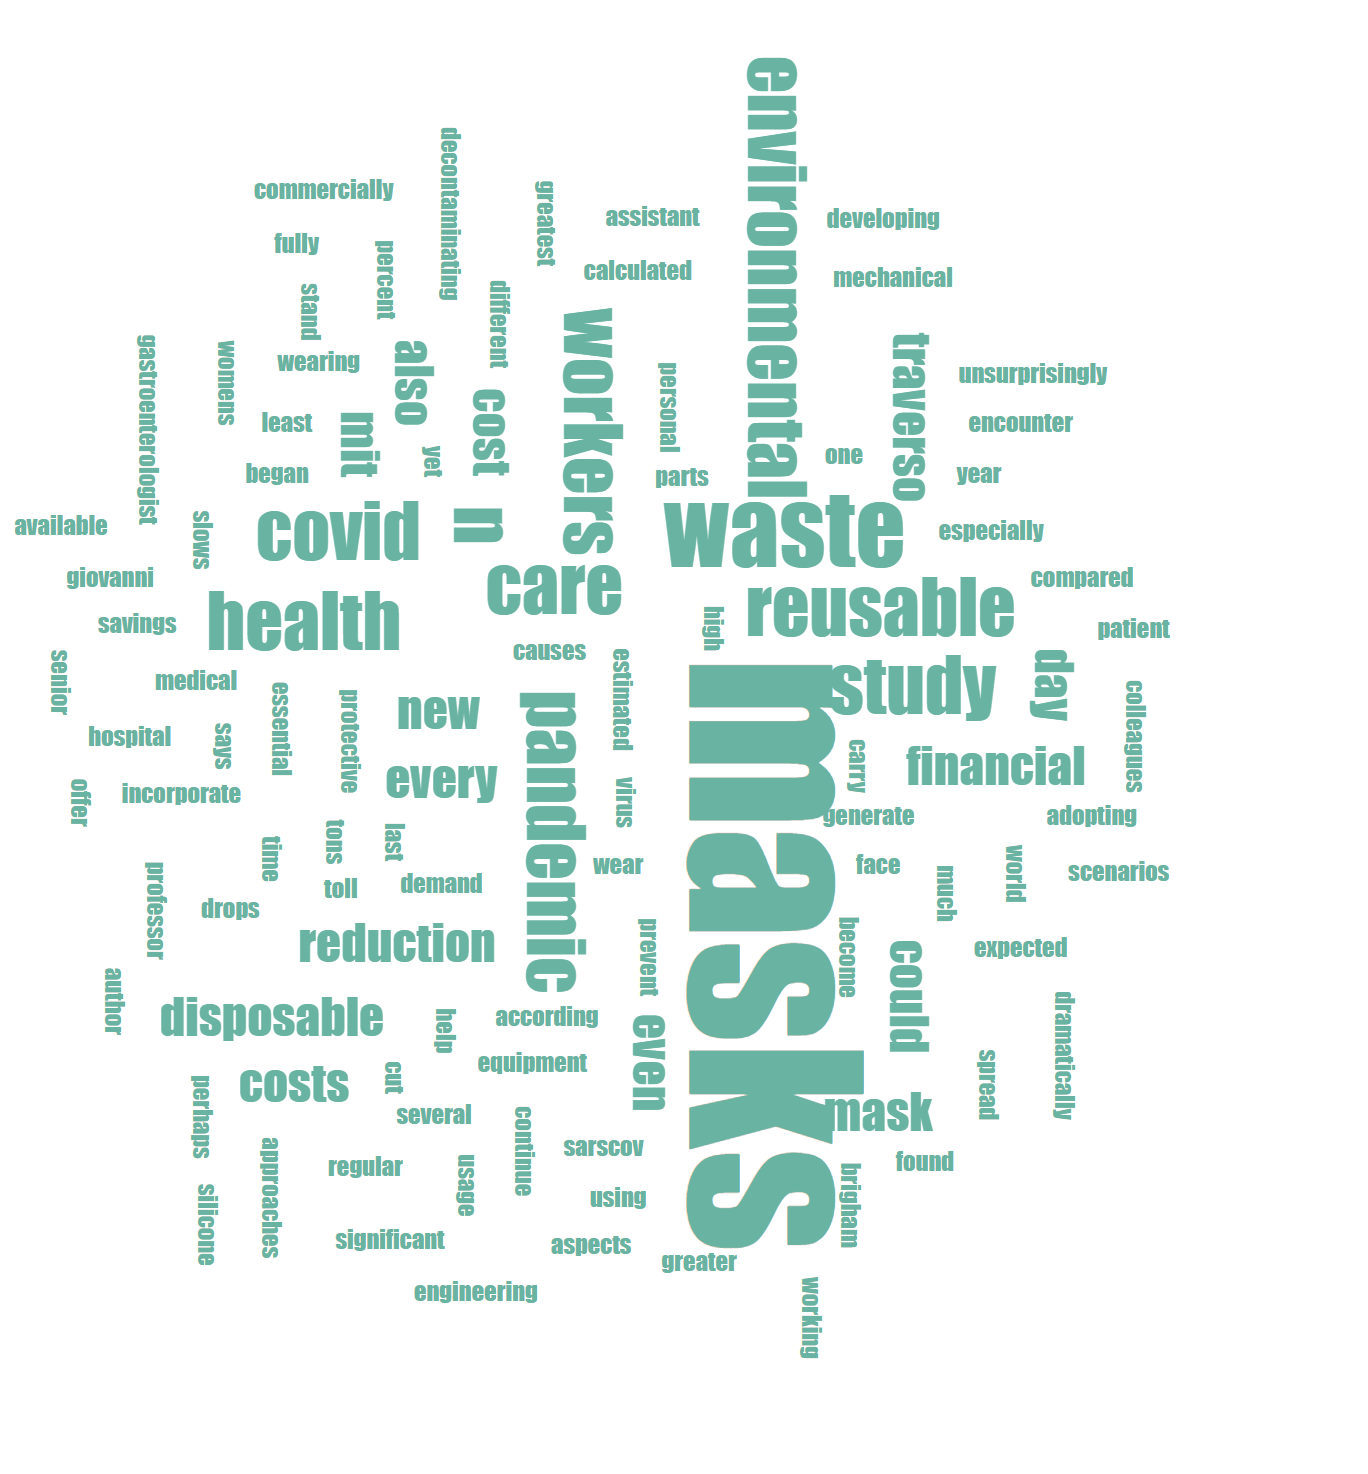 environmental
decontaminating
commercially
greatest
assistant
developing
fully
percent
calculated
mechanical
stand
different
workers
gastroenterologist
womens
wearing
also
cost
personal
traverso
unsurprisingly
least
mit
yet
encounter
one
began
parts
year
available
slows
covid
n
waste
especially
giovanni
care
reusable
compared
health
savings
high
patient
causes
senior
medical
estimated
study
day
essential
protective
new
pandemic
masks
colleagues
hospital
says
every
carry
financial
offer
incorporate
virus
generate
adopting
time
tons
last
wear
face
world
scenarios
professor
toll
demand
much
drops
reduction
prevent
become
could
expected
author
disposable
help
according
even
dramatically
costs
cut
equipment
spread
perhaps
several
continue
mask
approaches
regular
usage
sarscov
found
silicone
using
brigham
significant
aspects
greater
engineering
working